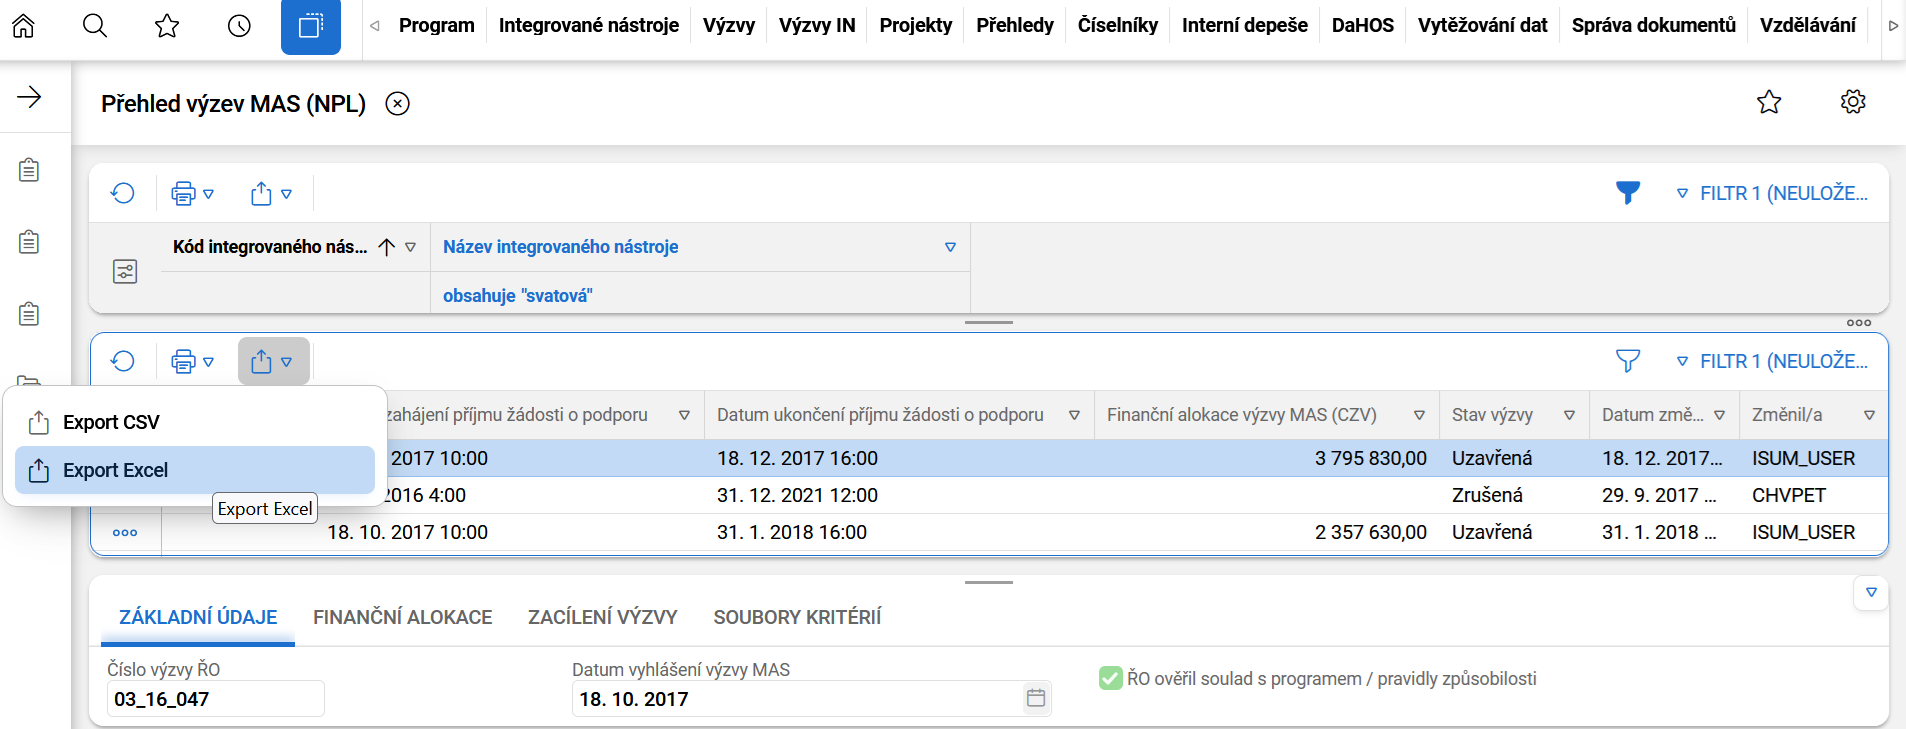 Program Integrované nástroje Výzvy Výzvy IN Projekty Přehledy Číselníky Interní depeše DaHOS Vytěžování dat Správa dokumentů Vzdělávání
Přehled výzev MAS (NPL)
FILTR 1 (NEULOŽE...
Kód integrovaného nás... Název integrovaného nástroje
obsahuje "svatová"
FILTR 1 (NEULOŽE...
Export CSV
Export Excel
Export Excel
zahájení příjmu žádosti o podporu Datum ukončení příjmu žádosti o podporu Finanční alokace výzvy MAS (CZV) Stav výzvy Datum změ... Změnil/a
2017 10:00 18. 12. 2017 16:00 3 795 830,00 Uzavřená 18. 12. 2017... ISUM_USER
2016 4:00 31. 12. 2021 12:00 Zrušená 29. 9. 2017 ... CHVPET
18. 10. 2017 10:00 31. 1. 2018 16:00 2 357 630,00 Uzavřená 31. 1. 2018 ... ISUM_USER
ZÁKLADNÍ ÚDAJE FINANČNÍ ALOKACE ZACÍLENÍ VÝZVY SOUBORY KRITÉRIÍ
Číslo výzvy ŘO Datum vyhlášení výzvy MAS
03_16_047 18. 10. 2017 ŘO ověřil soulad s programem / pravidly způsobilosti